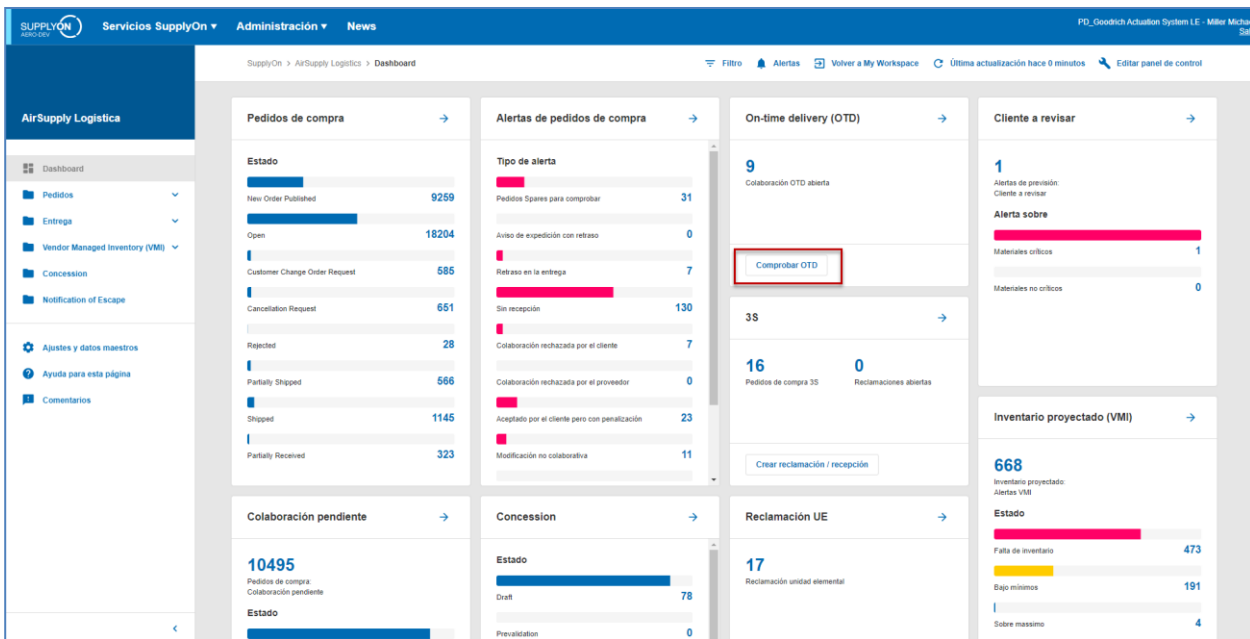 SUPPLYON
AERO-DEV
Servicios SupplyOn
Administración
News
PD_Goodrich Actuation System LE - Miller
SupplyOn > AirSupply Logistics > Dashboard
Filtro
Alertas
Volver a My Workspace
Última actualización hace 0 minutos
Editar panel de control
AirSupply Logística
Dashboard
Pedidos
Entrega
Vendor Managed Inventory (VMI)
Concession
Notification of Escape
Ajustes y datos maestros
Ayuda para esta página
Comentarios
Pedidos de compra
Estado
New Order Published 9259
Open 18204
Customer Change Order Request 585
Cancellation Request 651
Rejected 28
Partially Shipped 566
Shipped 1145
Partially Received 323
Alertas de pedidos de compra
Tipo de alerta
Pedidos Spares para comprobar 31
Aviso de expedición con retraso 0
Retraso en la entrega 7
Sin recepción 130
Colaboración rechazada por el cliente 7
Colaboración rechazada por el proveedor 0
Aceptado por el cliente pero con penalización 23
Modificación no colaborativa 11
On-time delivery (OTD)
9
Colaboración OTD abierta
Comprobar OTD
3S
16
Pedidos de compra 3S
0
Reclamaciones abiertas
Crear reclamación / recepción
Cliente a revisar
1
Alertas de previsión:
Cliente a revisar
Alerta sobre
Materiales críticos 1
Materiales no críticos 0
Inventario proyectado (VMI)
668
Inventario proyectado:
Alertas VMI
Estado
Falta de inventario 473
Bajo mínimos 191
Sobre massimo 4
Colaboración pendiente
10495
Pedidos de compra:
Colaboración pendiente
Estado
Concession
Estado
Draft 78
Prevalidation 0
Reclamación UE
17
Reclamación unidad elemental